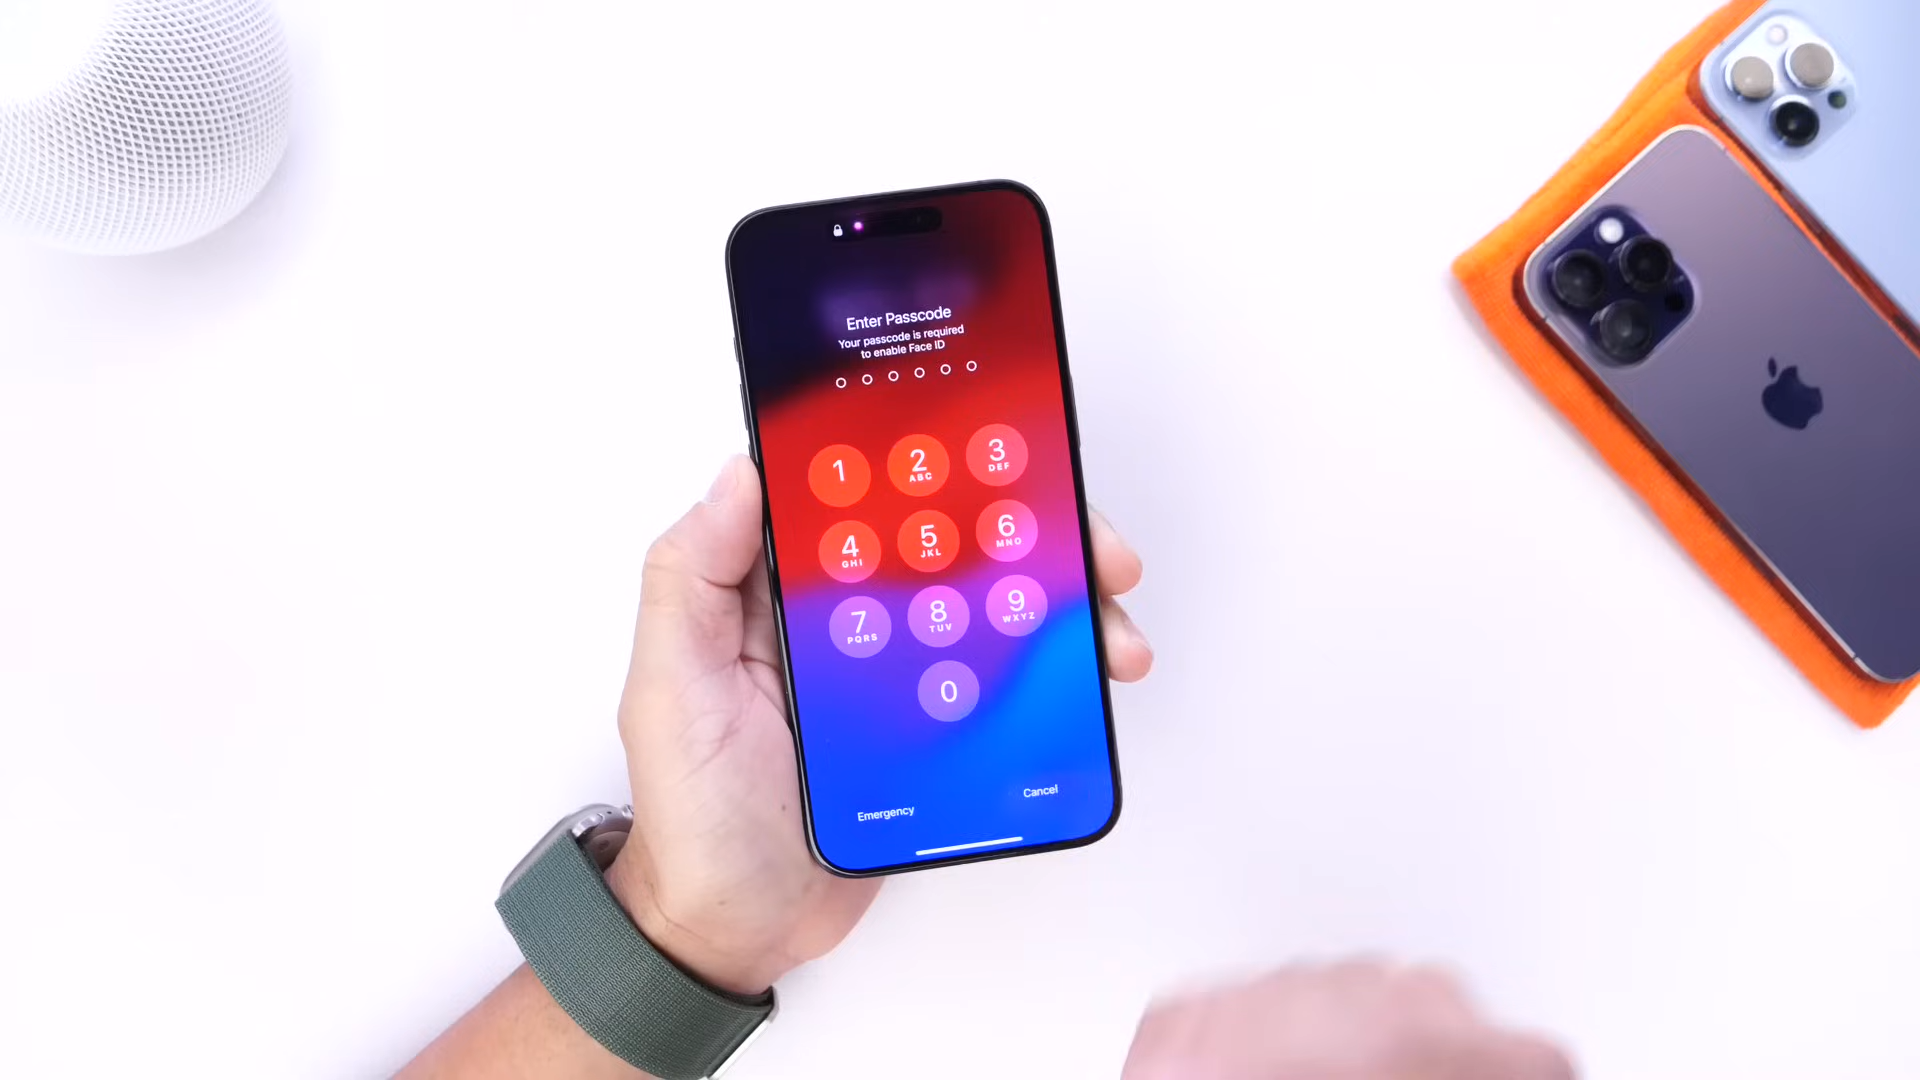 Enter Passcode
Your passcode is required
to enable Face ID
1
2
ABC
3
DEF
4
GHI
5
JKL
6
MNO
7
PQRS
8
TUV
9
WXYZ
0
Emergency
Cancel